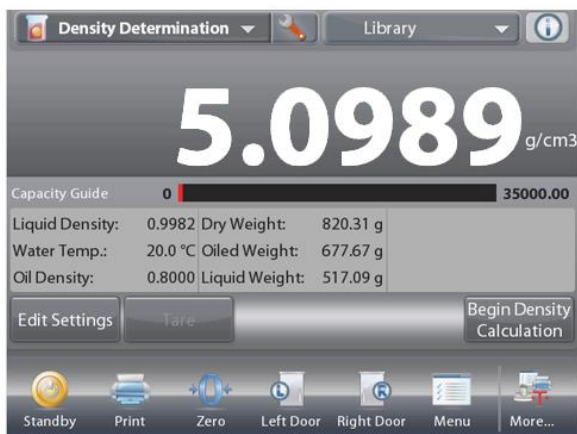 Density Determination Library
5.0989 g/cm3
Capacity Guide 0 35000.00
Liquid Density: 0.9982 Dry Weight: 820.31 g
Water Temp.: 20.0 °C Oiled Weight: 677.67 g
Oil Density: 0.8000 Liquid Weight: 517.09 g
Edit Settings Tare Begin Density
Calculation
L R
Standby Print Zero Left Door Right Door Menu More...